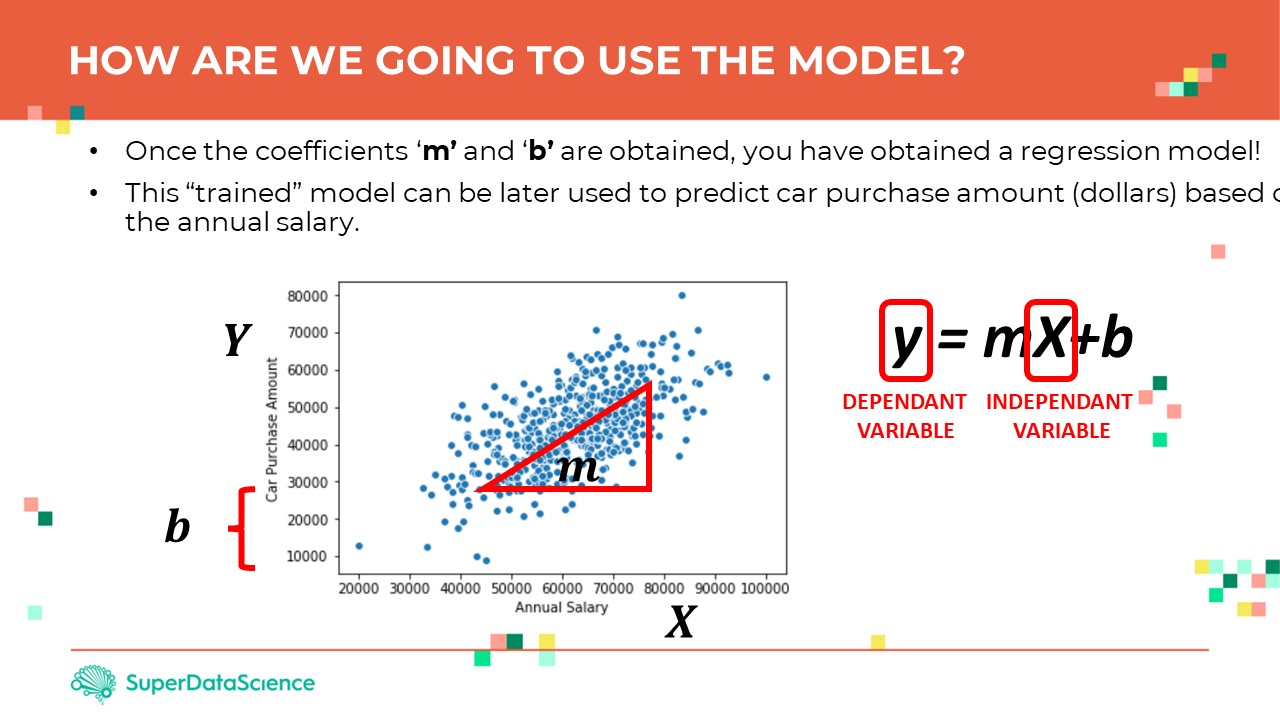 HOW ARE WE GOING TO USE THE MODEL?
• Once the coefficients ‘m’ and ‘b’ are obtained, you have obtained a regression model!
• This “trained” model can be later used to predict car purchase amount (dollars) based
the annual salary.
Y
80000
70000
60000
50000
40000
30000
20000
10000
Car Purchase Amount
m
b
20000 30000 40000 50000 60000 70000 80000 90000 100000
Annual Salary
X
y = mX+b
DEPENDANT INDEPENDANT
VARIABLE VARIABLE
SuperDataScience